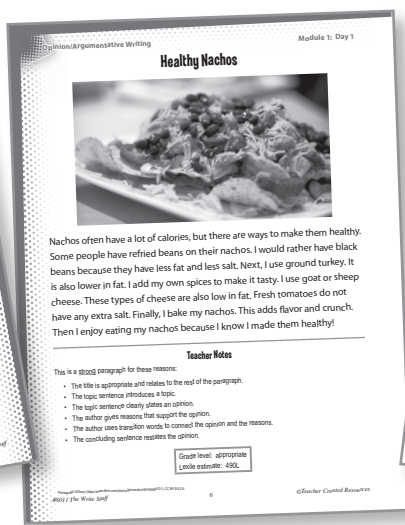 Opinion/Argumentative Writing
Module 1: Day 1
Healthy Nachos
Nachos often have a lot of calories, but there are ways to make them healthy.
Some people have refried beans on their nachos. I would rather have black
beans because they have less fat and less salt. Next, I use ground turkey. It
is also lower in fat. I add my own spices to make it tasty. I use goat or sheep
cheese. These types of cheese are also low in fat. Fresh tomatoes do not
have any extra salt. Finally, I bake my nachos. This adds flavor and crunch.
Then I enjoy eating my nachos because I know I made them healthy!
Teacher Notes
This is a strong paragraph for these reasons:
• The title is appropriate and relates to the rest of the paragraph.
• The topic sentence introduces a topic.
• The topic sentence clearly states an opinion.
• The author gives reasons that support the opinion.
• The author uses transition words to connect the opinion and the reasons.
• The concluding sentence restates the opinion.
Grade level: appropriate
Lexile estimate: 490L
#8011 The Write Stuff
6
©Teacher Created Resources